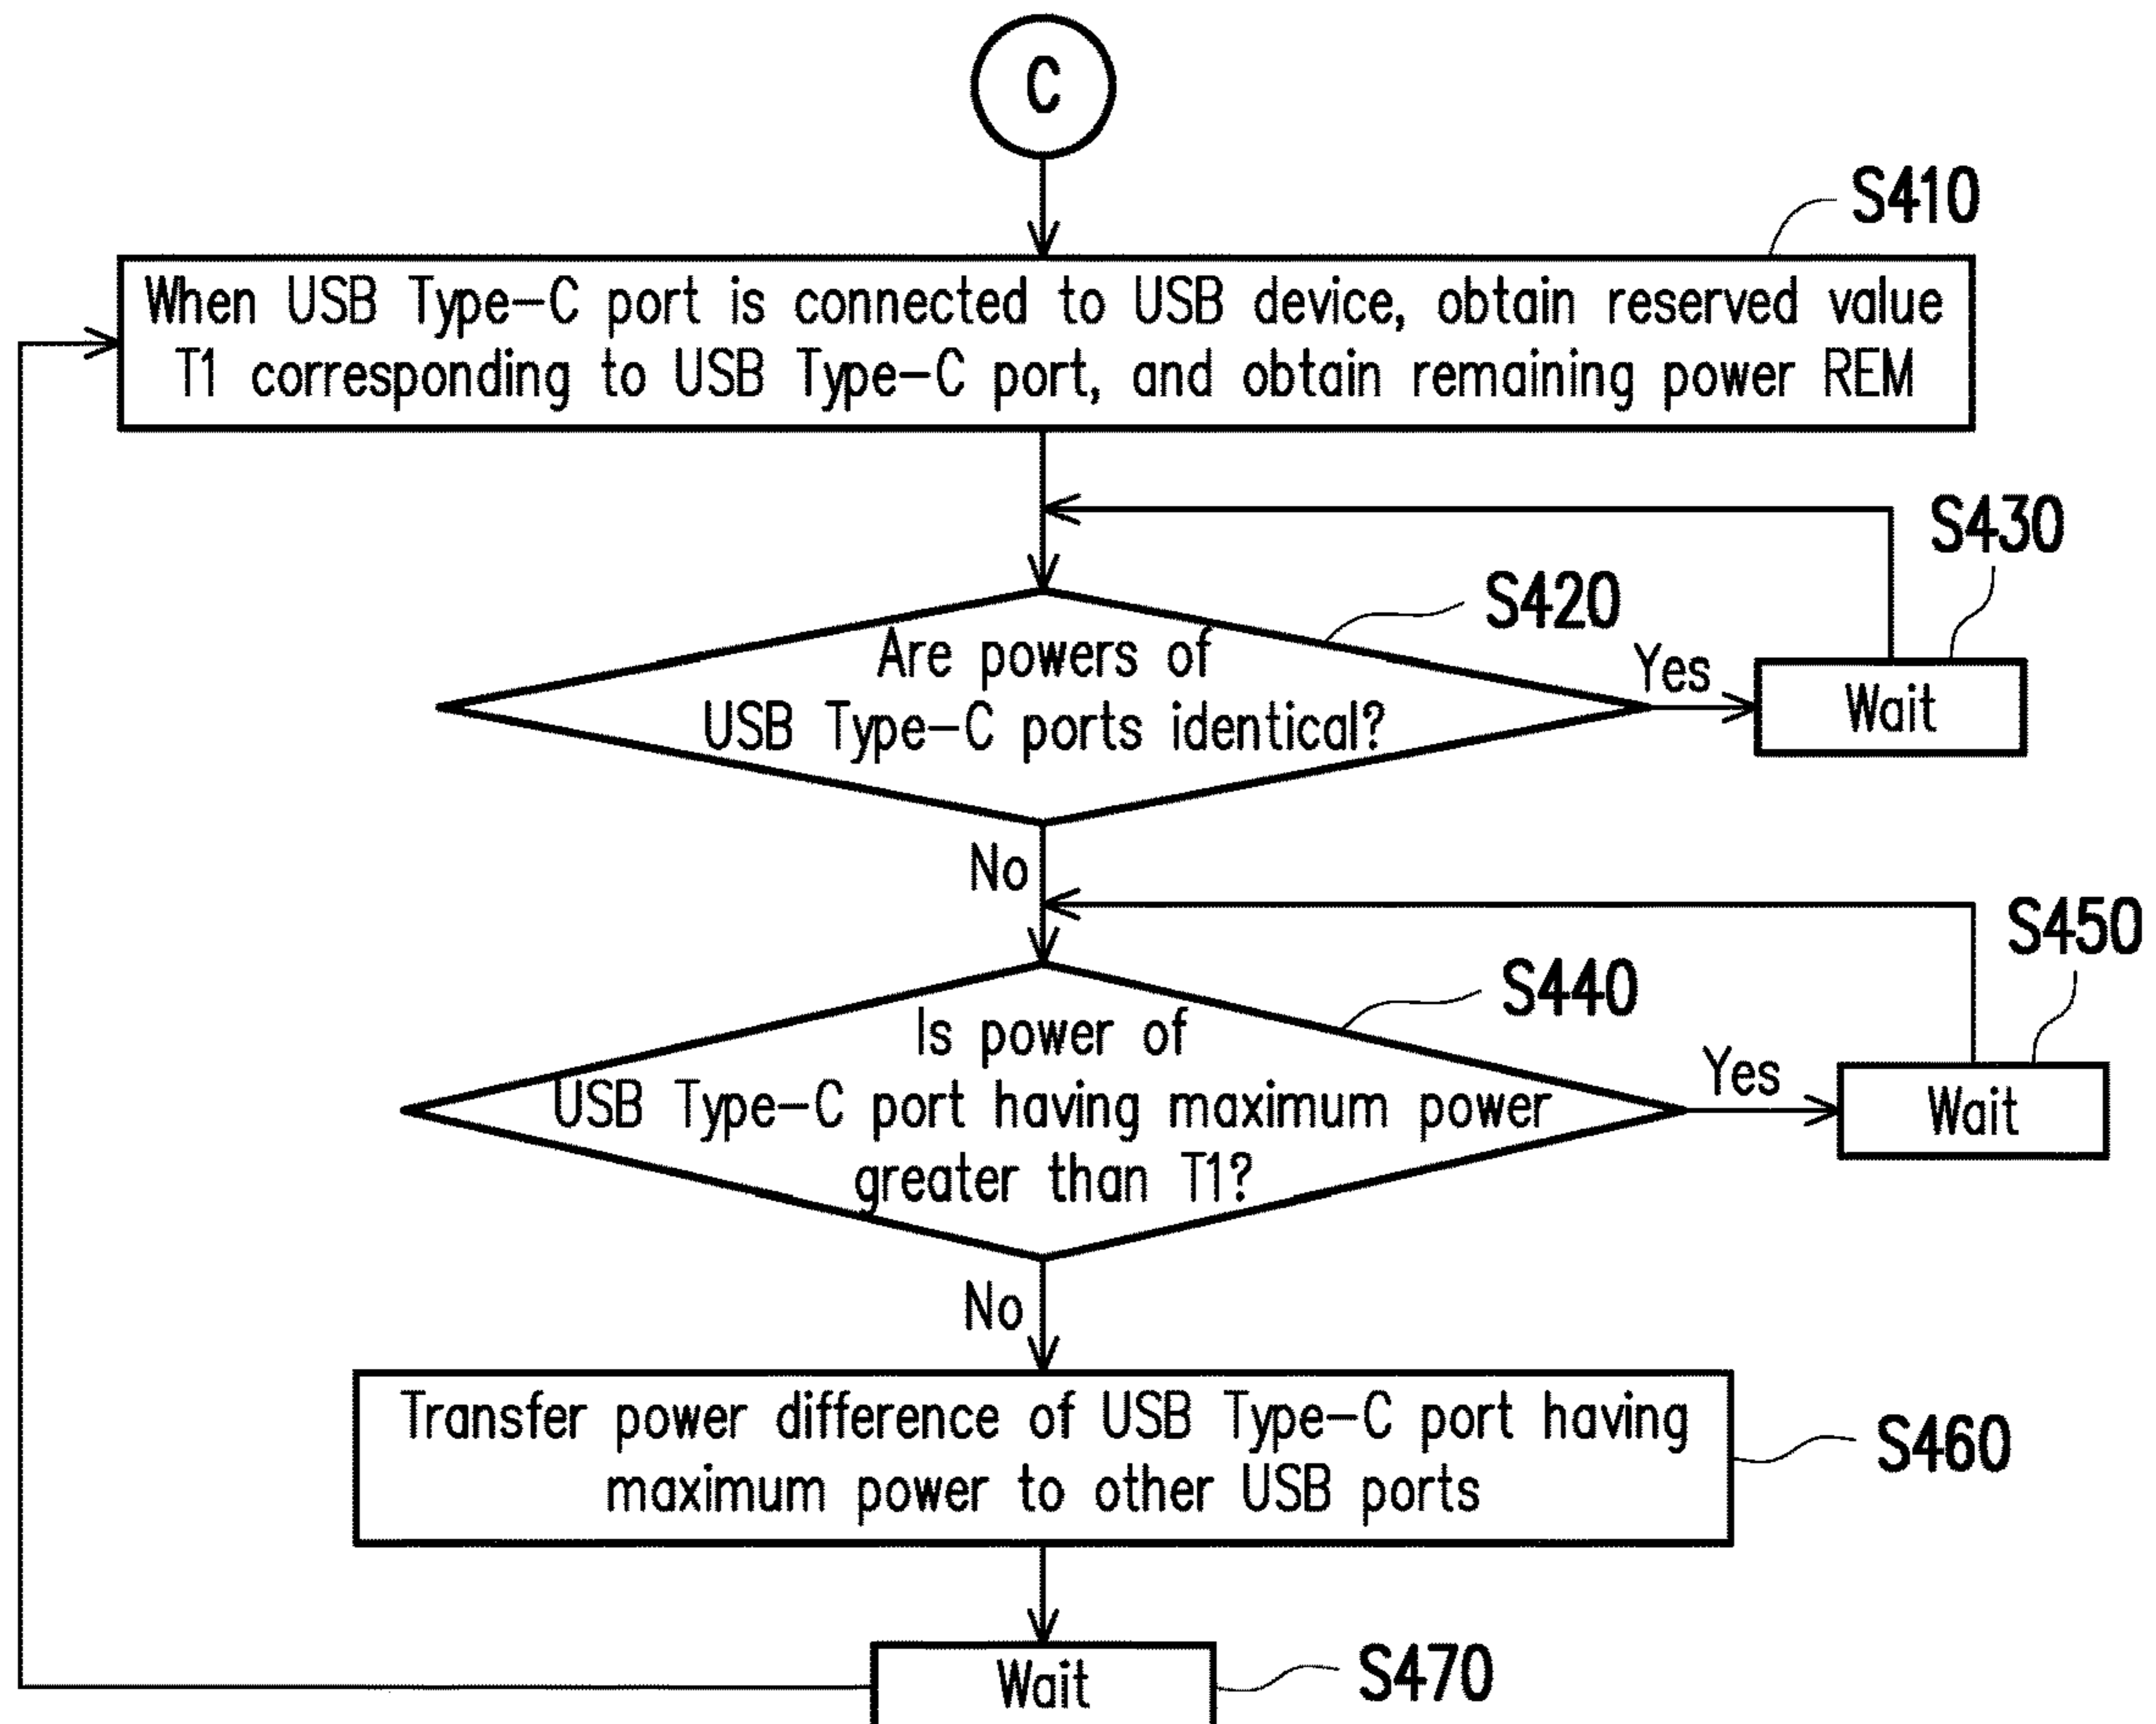 C
S410
When USB Type-C port is connected to USB device, obtain reserved value
T1 corresponding to USB Type-C port, and obtain remaining power REM
S430
S420
Are powers of
USB Type-C ports identical?
Yes
Wait
No
S450
S440
Is power of
USB Type-C port having maximum power
greater than T1?
Yes
Wait
No
Transfer power difference of USB Type-C port having
maximum power to other USB ports
S460
Wait
S470